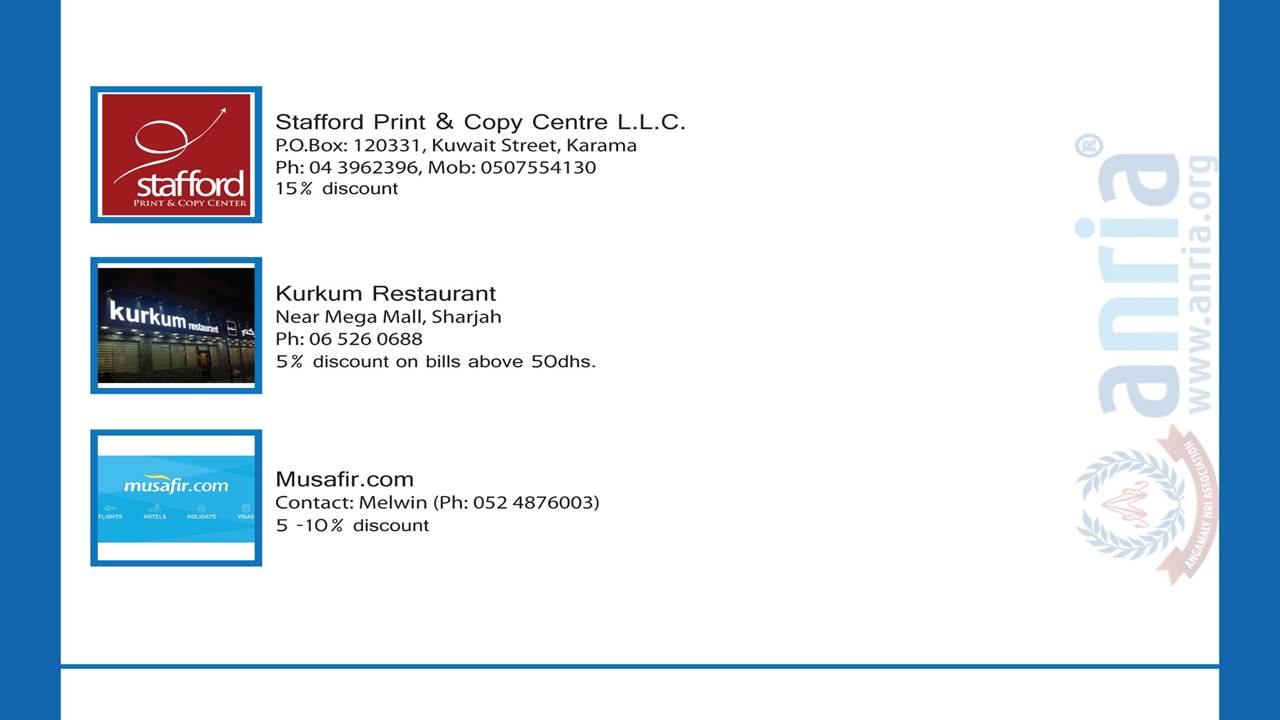 stafford
PRINT & COPY CENTER
Stafford Print & Copy Centre L.L.C.
P.O.Box: 120331, Kuwait Street, Karama
Ph: 04 3962396, Mob: 0507554130
15% discount
kurkum restaurant
Kurkum Restaurant
Near Mega Mall, Sharjah
Ph: 06 526 0688
5% discount on bills above 50dhs.
musafir.com
FLIGHTS HOTELS HOLIDAYS VISAS
Musafir.com
Contact: Melwin (Ph: 052 4876003)
5 -10% discount
anria®
www.anria.org
ANGAMALY NRI ASSOCIATION